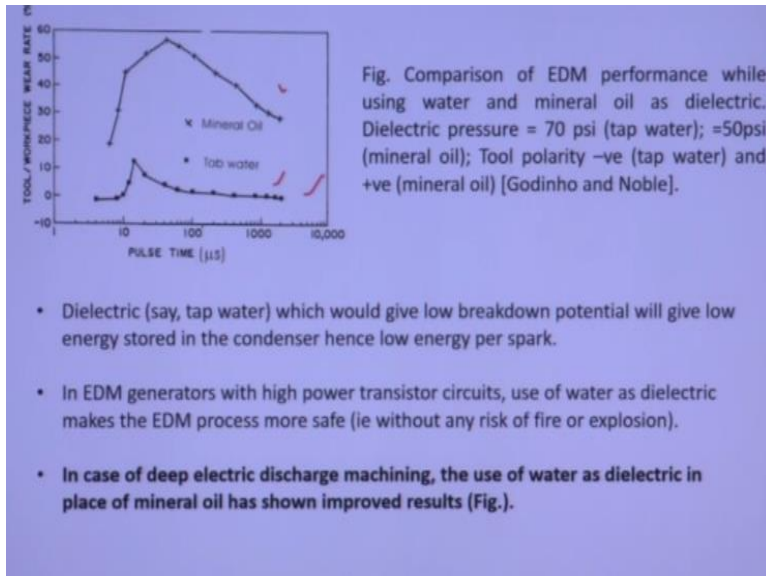 TOOL/WORKPIECE WEAR RATE (%)
60
50
40
30
20
10
0
-10
× Mineral Oil
• Tab water
1
10
100
1000
10,000
PULSE TIME (μs)
Fig. Comparison of EDM performance while
using water and mineral oil as dielectric.
Dielectric pressure = 70 psi (tap water); =50psi
(mineral oil); Tool polarity –ve (tap water) and
+ve (mineral oil) [Godinho and Noble].
• Dielectric (say, tap water) which would give low breakdown potential will give low
energy stored in the condenser hence low energy per spark.
• In EDM generators with high power transistor circuits, use of water as dielectric
makes the EDM process more safe (ie without any risk of fire or explosion).
• In case of deep electric discharge machining, the use of water as dielectric in
place of mineral oil has shown improved results (Fig.).